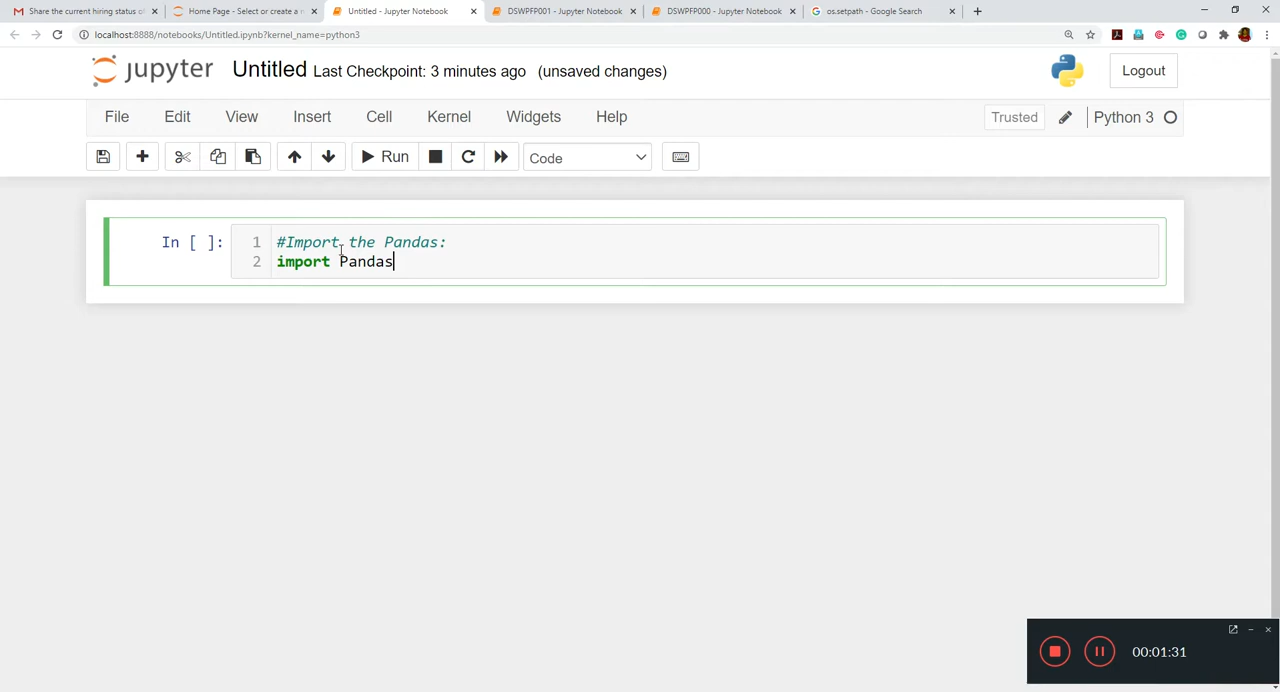 Share the current hiring status of
Home Page - Select or create a n
Untitled - Jupyter Notebook
DSWPFP001 - Jupyter Notebook
DSWPFP000 - Jupyter Notebook
os.setpath - Google Search
localhost:8888/notebooks/Untitled.ipynb?kernel_name=python3
jupyter Untitled Last Checkpoint: 3 minutes ago (unsaved changes)
Logout
File Edit View Insert Cell Kernel Widgets Help
Trusted
Python 3
Run
Code
In [ ]:
1 #Import the Pandas:
2 import Pandas
00:01:31